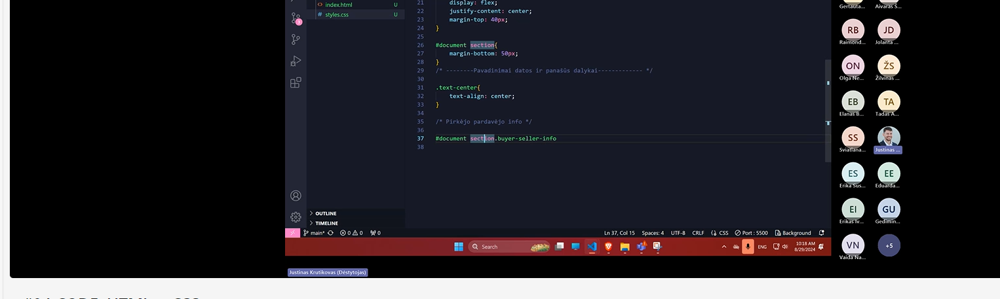 index.html U
styles.css U
21 display: flex;
22 justify-content: center;
23 margin-top: 40px;
24 }
25
26 #document section{
27 margin-bottom: 50px;
28 }
29 /* --------Pavadinimai datos ir panašūs dalykai------------- */
30
31 .text-center{
32 text-align: center;
33 }
34
35 /* Pirkėjo pardavėjo info */
36
37 #document section.buyer-seller-info
38
OUTLINE
TIMELINE
main* 0 0 0 Ln 37, Col 15 Spaces: 4 UTF-8 CRLF CSS Port : 5500 Background
Search ENG 10:18 AM
8/29/2024
Justinas Krutikovas (Dėstytojas)
Gertauta... Aivaras Š...
RB JD
Raimond... Jolanta ...
ON ŽS
Olga Ne... Žilvinas ...
EB TA
Elanas B... Tadas A...
SS
Sviatlana... Justinas ...
ES EE
Erika Sus... Eduarda...
EI GU
Erikas Iv... Gedimin...
VN +5
Vaida Na...